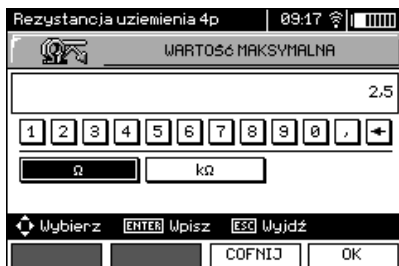 Rezystancja uziemienia 4p 09:17
WARTOść MAKSYMALNA
2,5
1 2 3 4 5 6 7 8 9 0 , ←
Ω kΩ
Wybierz ENTER Wpisz ESC Wyjdź
COFNIJ OK